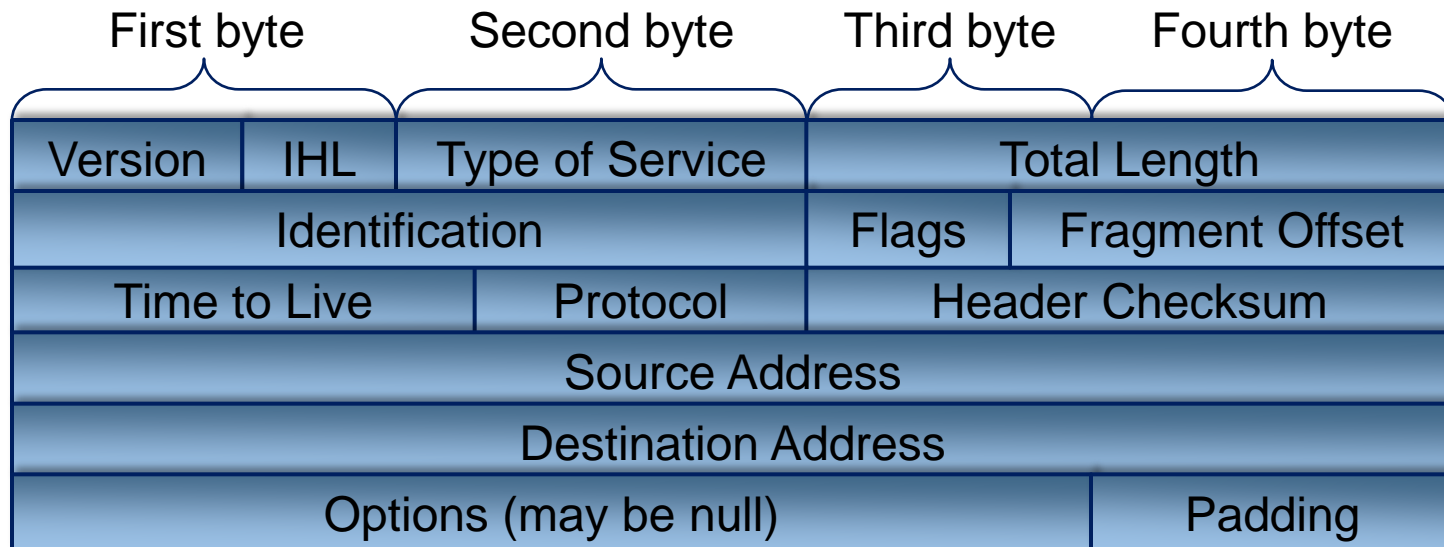 First byte Second byte Third byte Fourth byte
Version IHL Type of Service Total Length
Identification Flags Fragment Offset
Time to Live Protocol Header Checksum
Source Address
Destination Address
Options (may be null) Padding